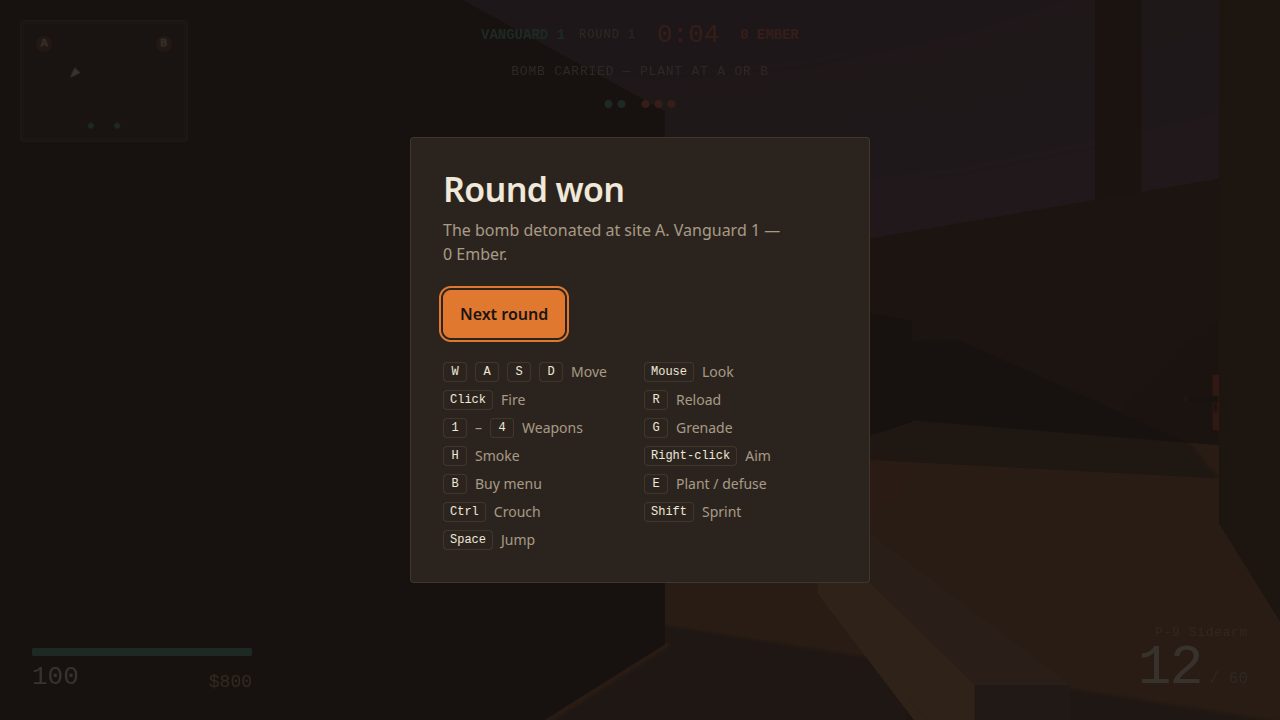 A B
VANGUARD 1 ROUND 1 0:04 0 EMBER
BOMB CARRIED — PLANT AT A OR B
Round won
The bomb detonated at site A. Vanguard 1 —
0 Ember.
Next round
W A S D Move Mouse Look
Click Fire R Reload
1 – 4 Weapons G Grenade
H Smoke Right-click Aim
B Buy menu E Plant / defuse
Ctrl Crouch Shift Sprint
Space Jump
P-9 Sidearm
100 $800 12 / 60